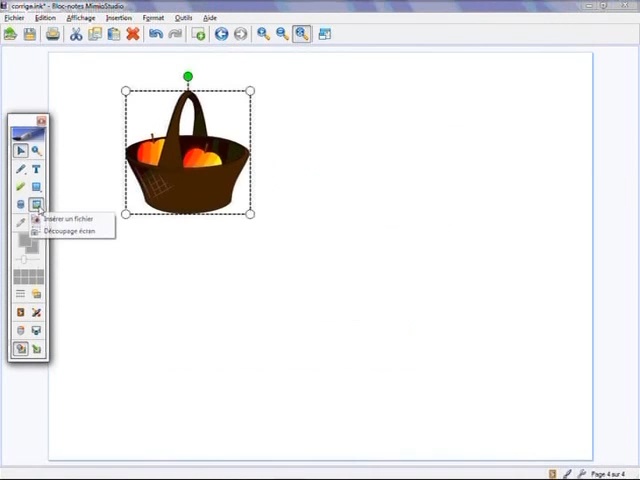 corrige.ink* - Bloc-notes MimioStudio
Fichier Edition Affichage Insertion Format Outils Aide
T
Insérer un fichier
Découpage écran
Page 4 sur 4